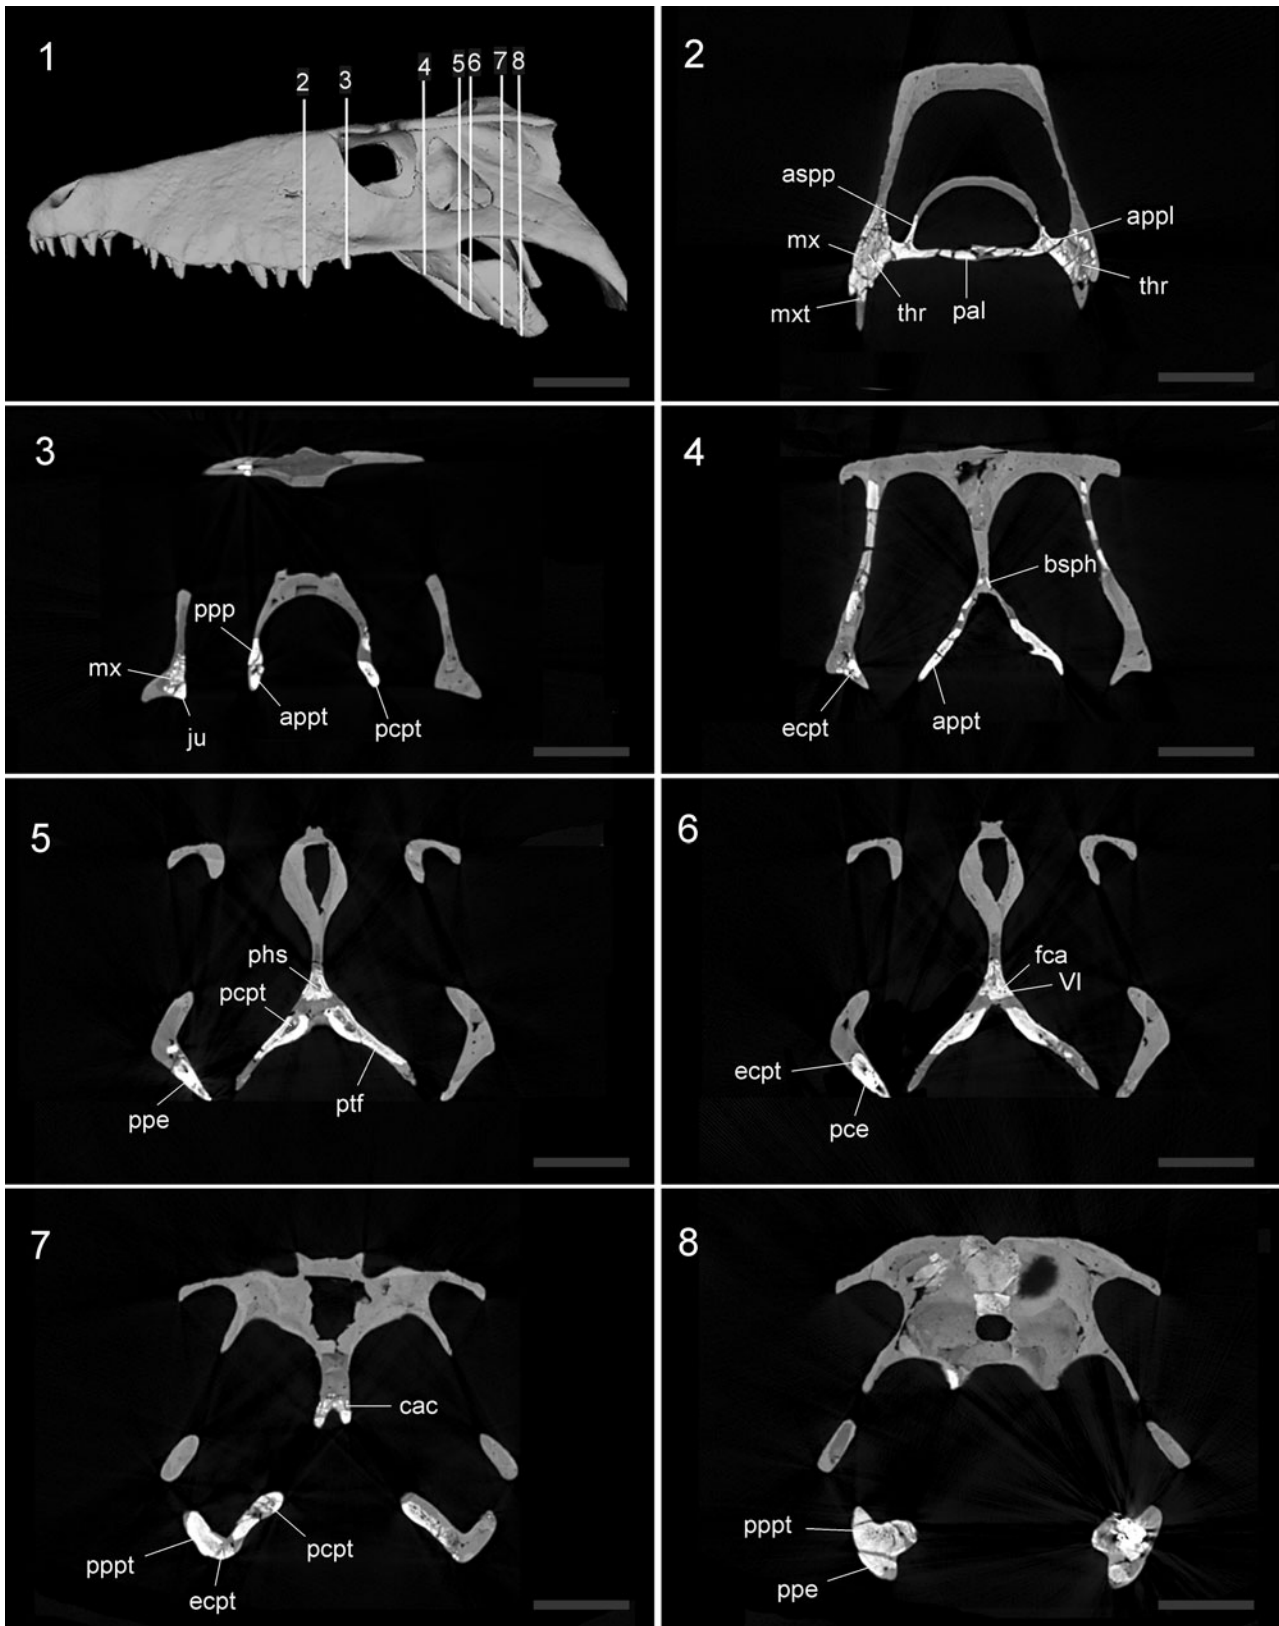 1
2
3
4
5
6
7
8
2
aspp
appl
mx
thr
mxt
thr
pal
3
ppp
mx
appt
pcpt
ju
4
bsph
ecpt
appt
5
phs
pcpt
ptf
ppe
6
fca
VI
ecpt
pce
7
cac
pcpt
pppt
ecpt
8
pppt
ppe